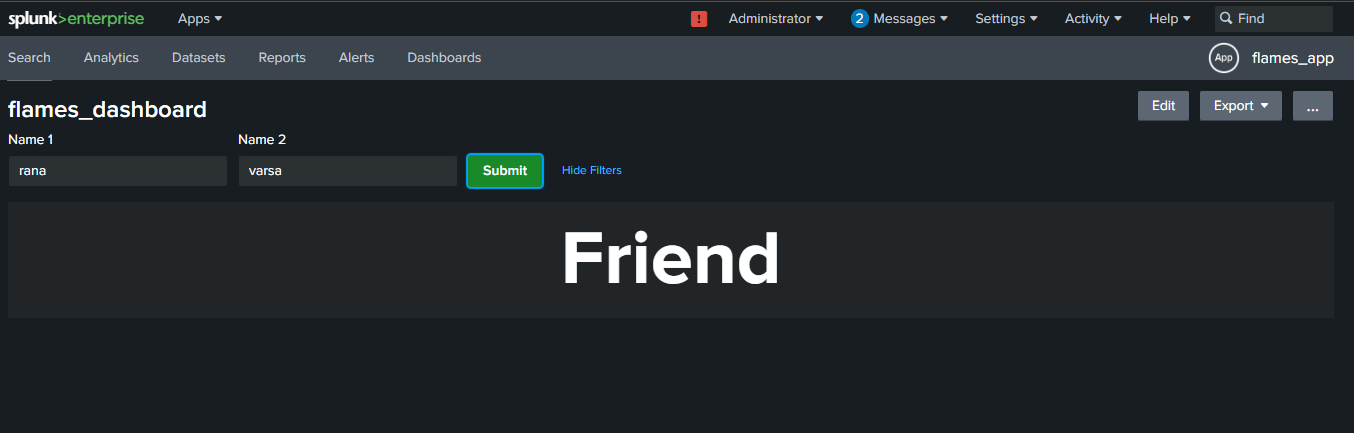 splunk>enterprise Apps ! Administrator 2 Messages Settings Activity Help Find
Search Analytics Datasets Reports Alerts Dashboards App flames_app
flames_dashboard Edit Export ...
Name 1 Name 2
rana varsa Submit Hide Filters
Friend